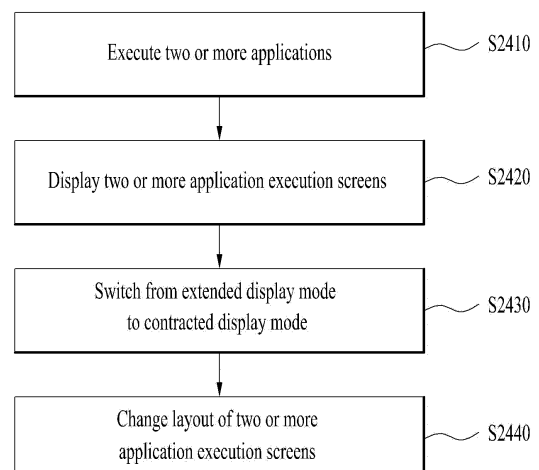 Execute two or more applications
S2410
Display two or more application execution screens
S2420
Switch from extended display mode
to contracted display mode
S2430
Change layout of two or more
application execution screens
S2440